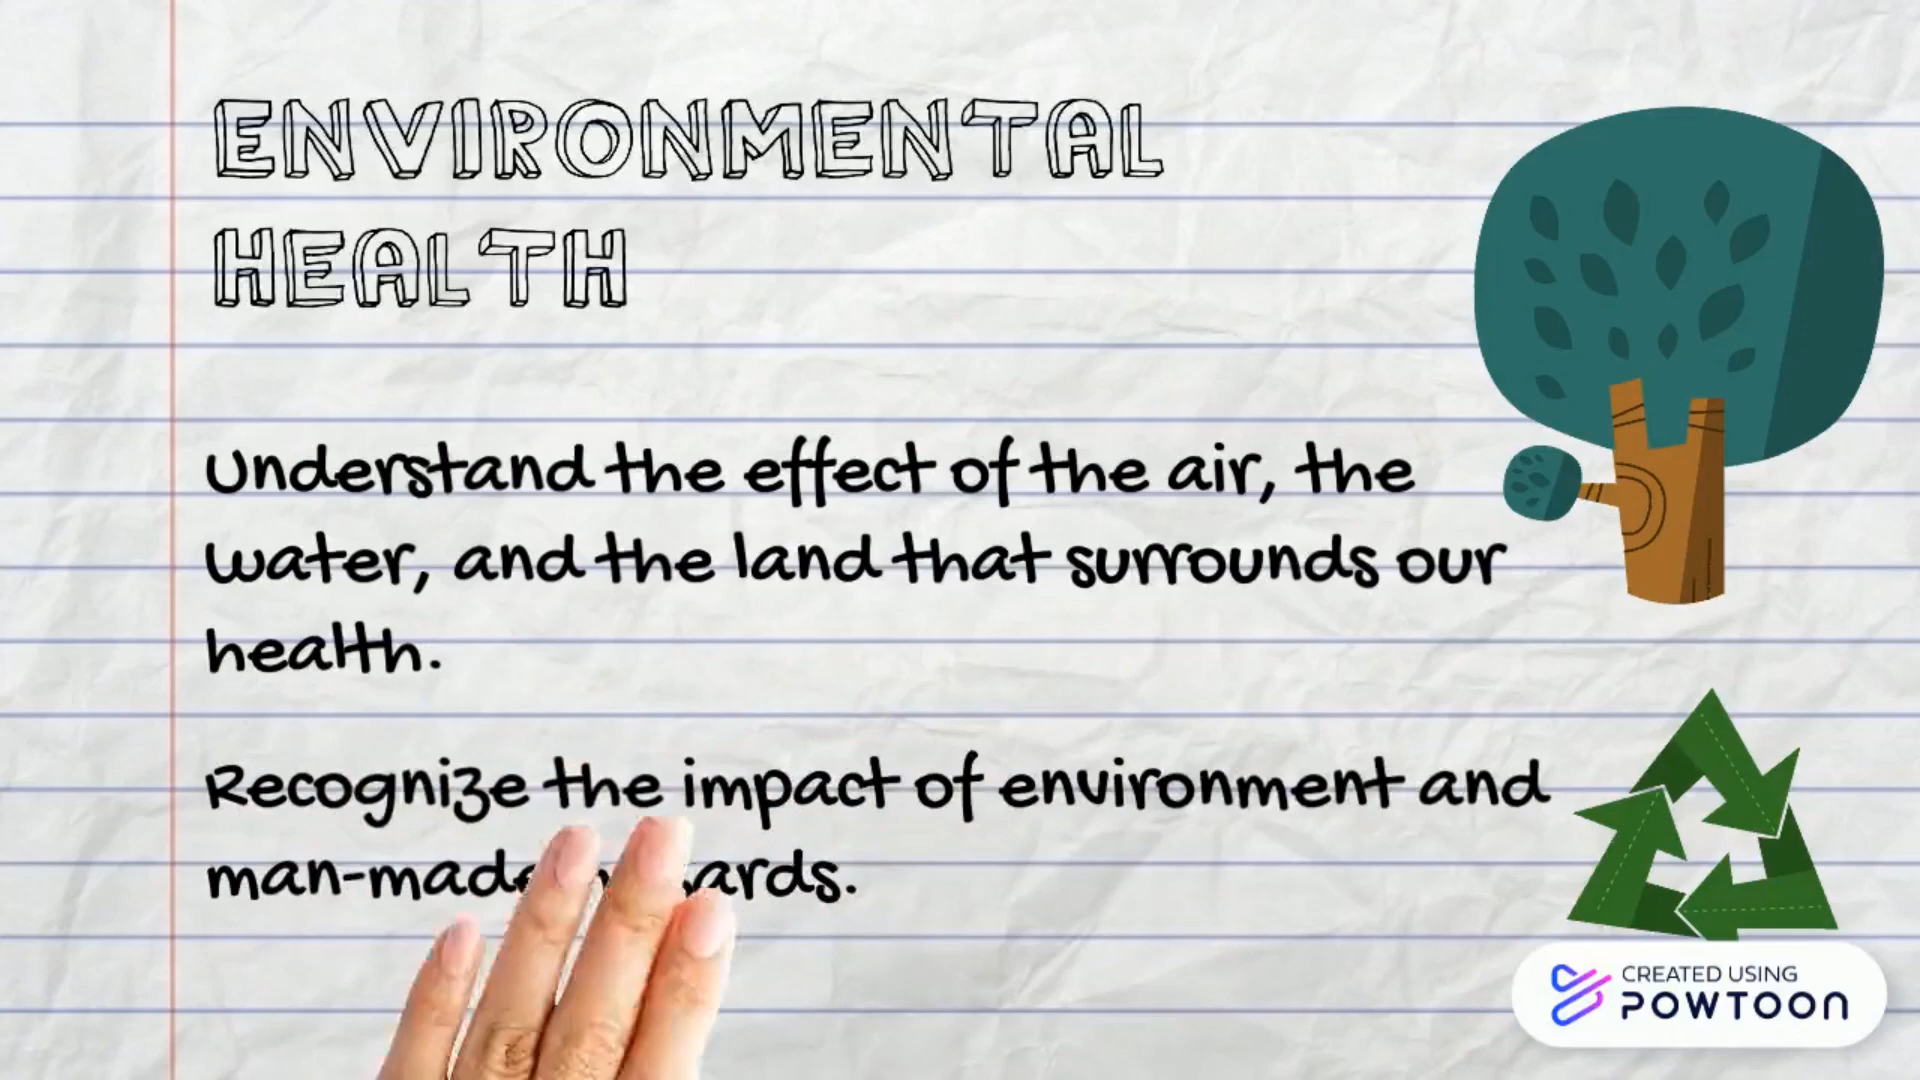 ENVIRONMENTAL
HEALTH
Understand the effect of the air, the
water, and the land that surrounds our
health.
Recognize the impact of environment and
man-made
CREATED USING
POWTOON